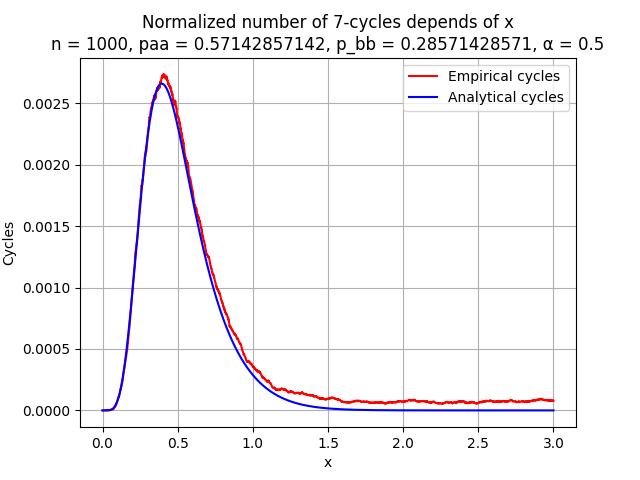 Normalized number of 7-cycles depends of x
n = 1000, paa = 0.57142857142, p_bb = 0.28571428571, α = 0.5
Empirical cycles
Analytical cycles
Cycles
0.0025
0.0020
0.0015
0.0010
0.0005
0.0000
0.0
0.5
1.0
1.5
2.0
2.5
3.0
x